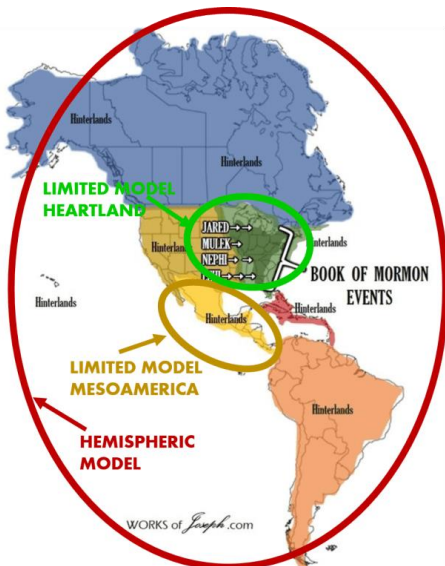 Hinterlands
Hinterlands
LIMITED MODEL
HEARTLAND
JARED
MULEK
NEPHI
Hinterlands
BOOK OF MORMON
EVENTS
Hinterlands
Hinterlands
Hinterlands
LIMITED MODEL
MESOAMERICA
Hinterlands
HEMISPHERIC
MODEL
WORKS of Joseph.com